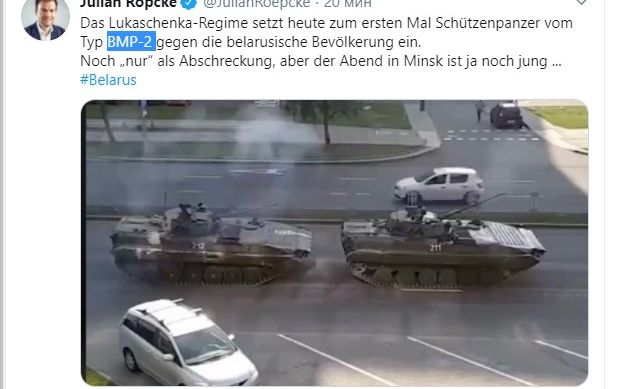 Julian Röpcke @JulianRoepcke · 20 мин
Das Lukaschenka-Regime setzt heute zum ersten Mal Schützenpanzer vom
Typ BMP-2 gegen die belarusische Bevölkerung ein.
Noch „nur“ als Abschreckung, aber der Abend in Minsk ist ja noch jung ...
#Belarus
212
211